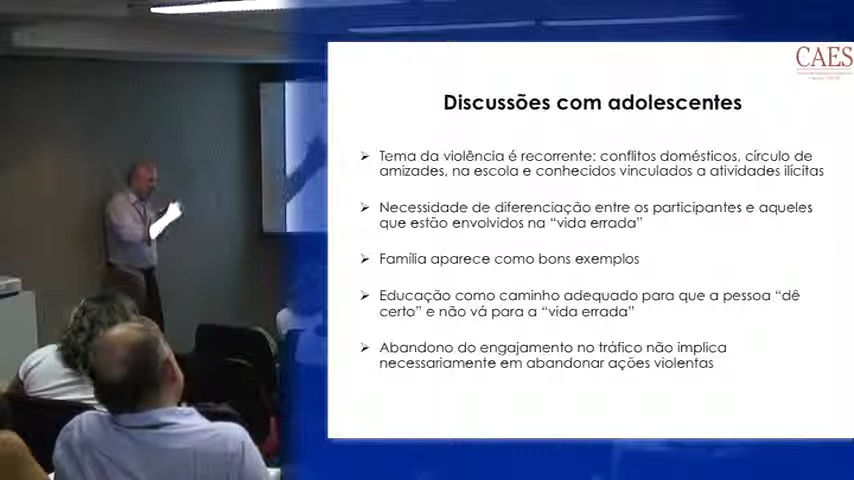 CAES
Discussões com adolescentes
➢ Tema da violência é recorrente: conflitos domésticos, círculo de
amizades, na escola e conhecidos vinculados a atividades ilícitas
➢ Necessidade de diferenciação entre os participantes e aqueles
que estão envolvidos na “vida errada”
➢ Família aparece como bons exemplos
➢ Educação como caminho adequado para que a pessoa “dê
certo” e não vá para a “vida errada”
➢ Abandono do engajamento no tráfico não implica
necessariamente em abandonar ações violentas